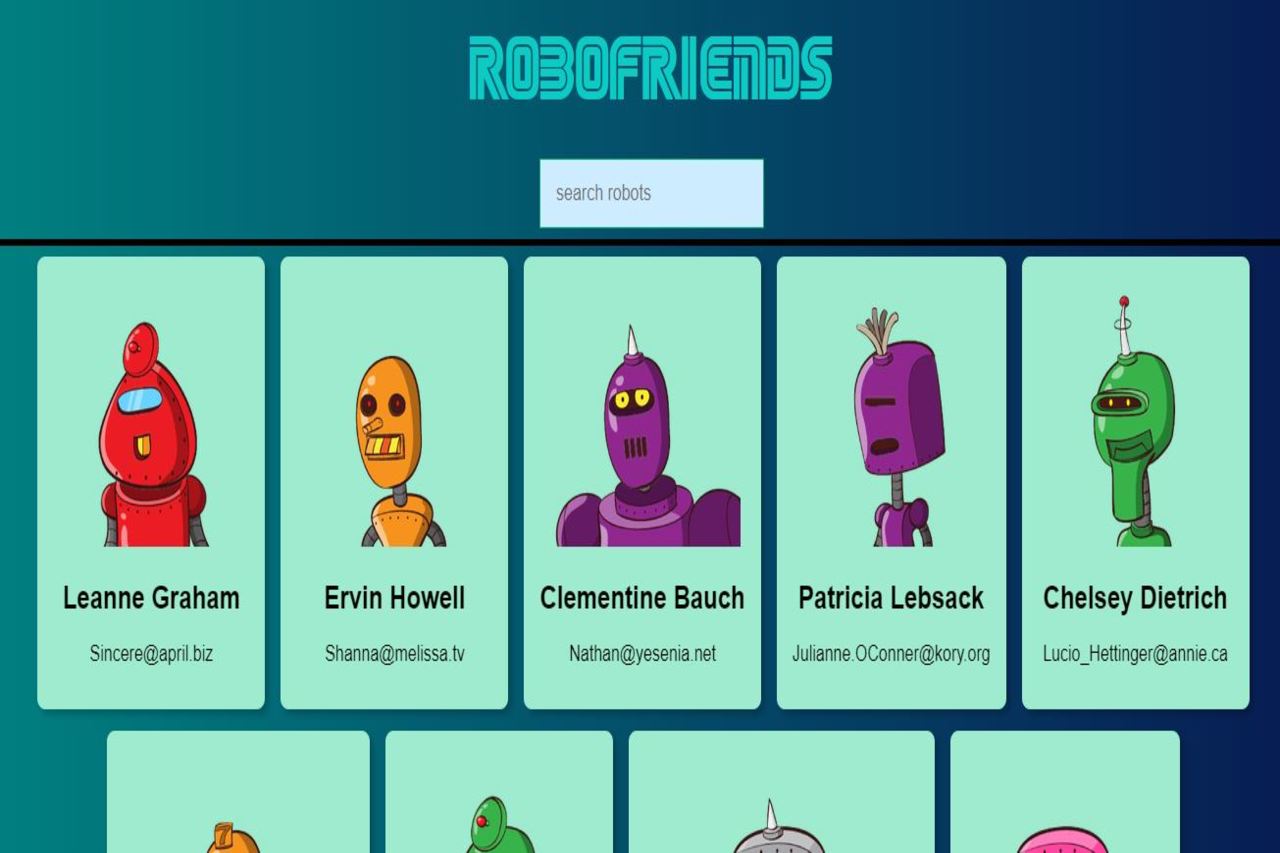 ROBOFRIENDS
search robots
Leanne Graham
Sincere@april.biz
Ervin Howell
Shanna@melissa.tv
Clementine Bauch
Nathan@yesenia.net
Patricia Lebsack
Julianne.OConner@kory.org
Chelsey Dietrich
Lucio_Hettinger@annie.ca
7